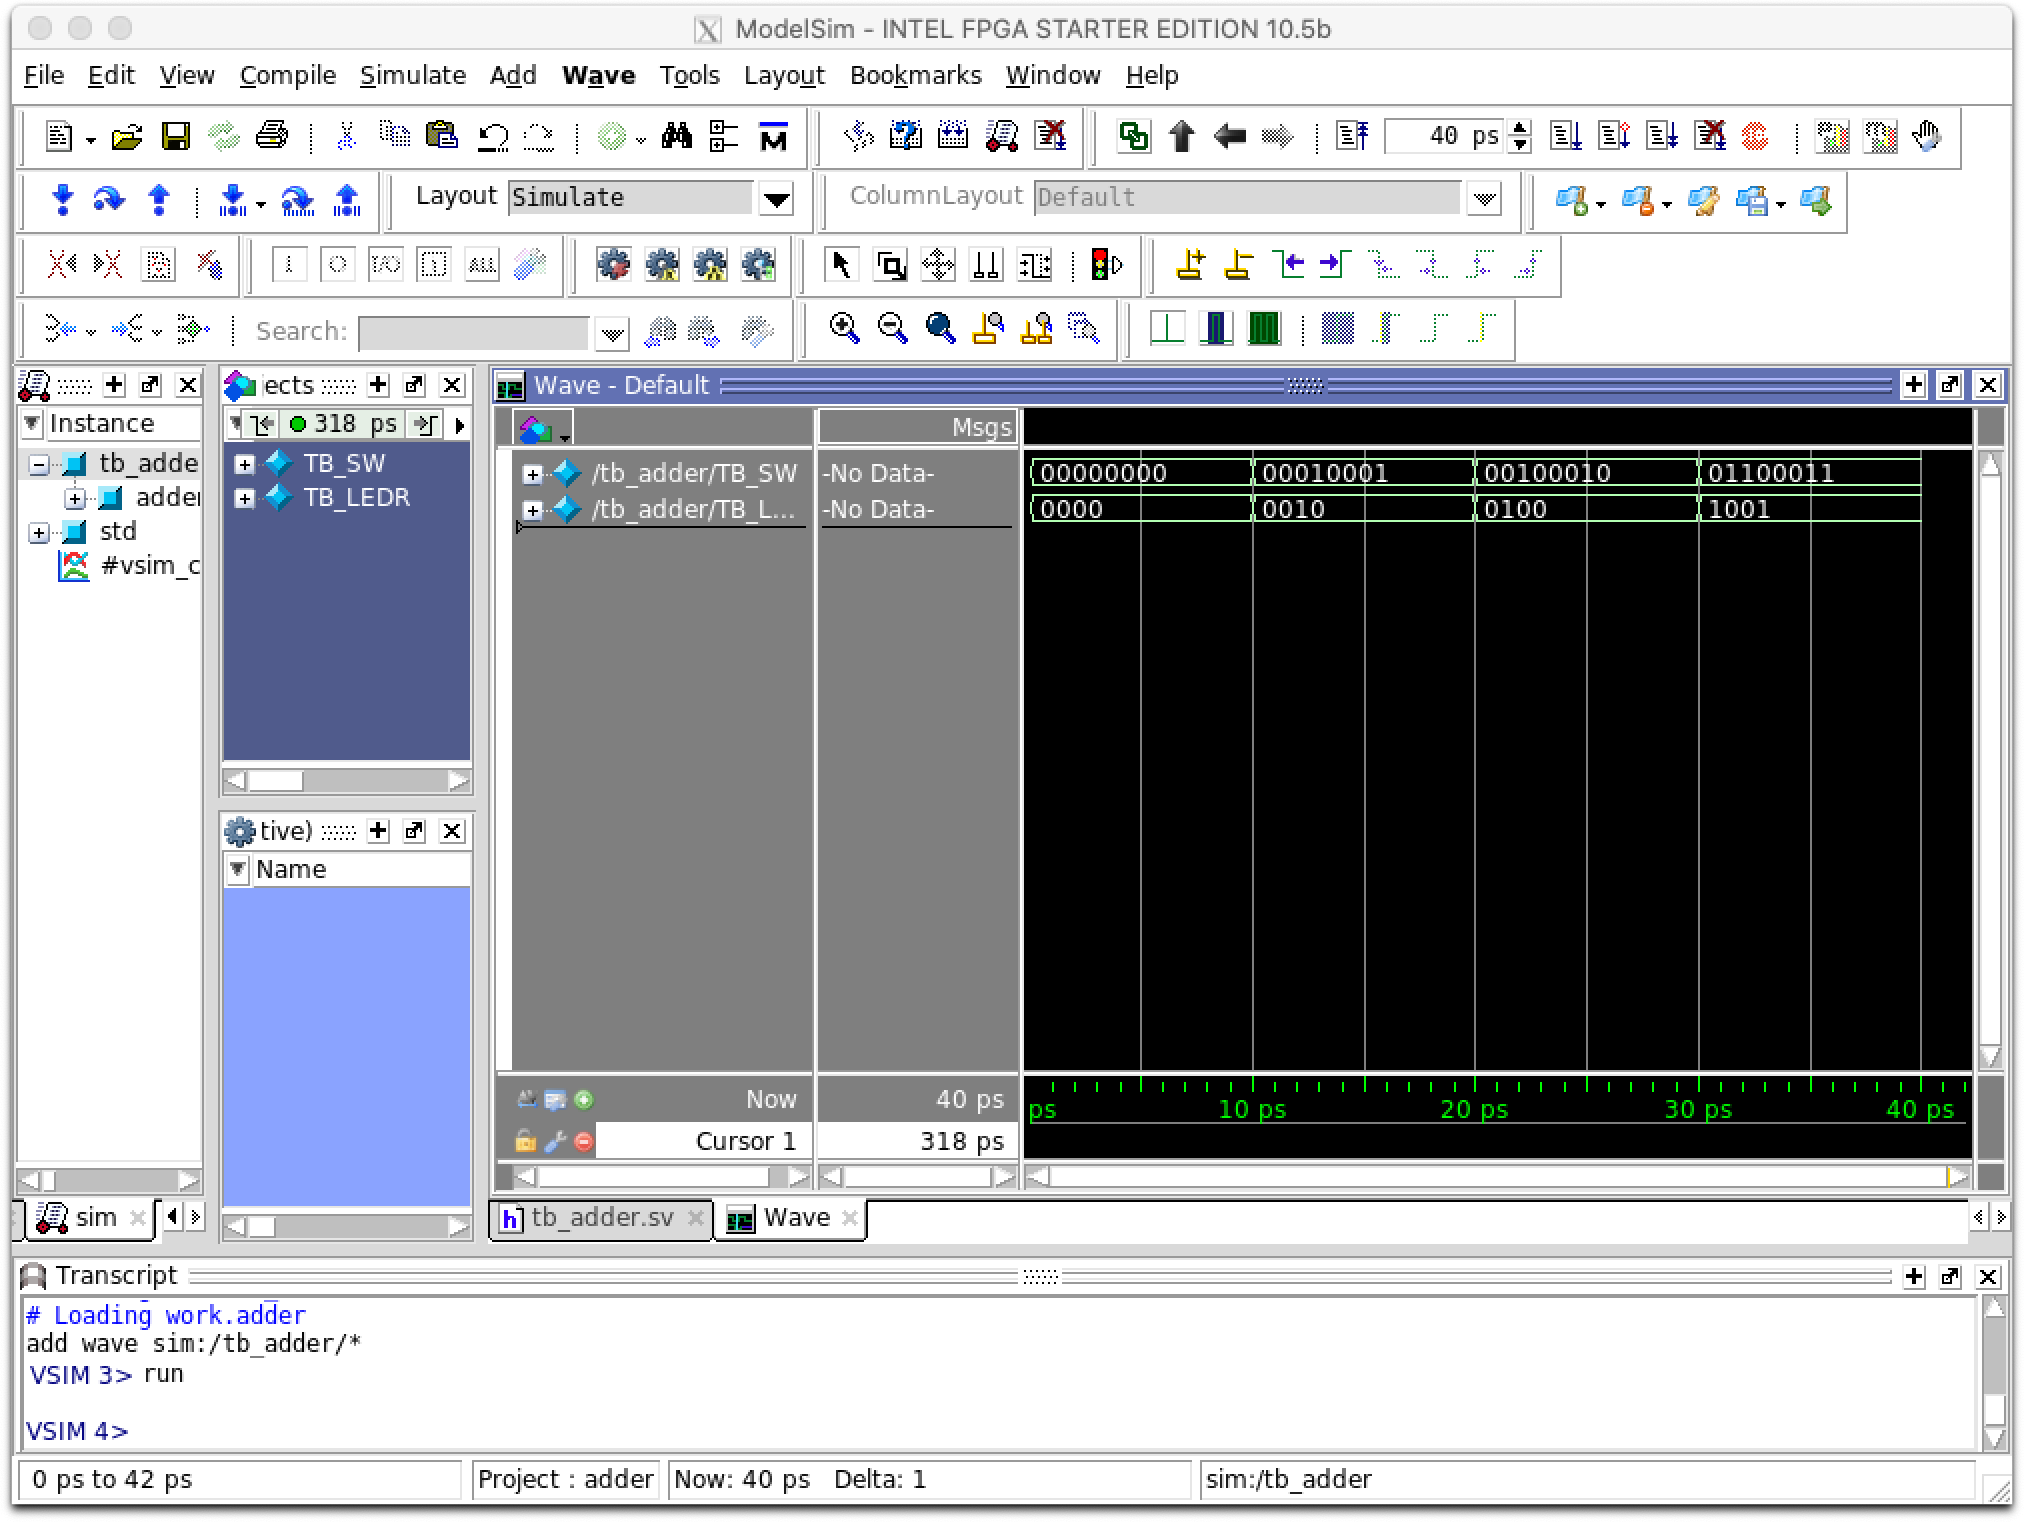 ModelSim - INTEL FPGA STARTER EDITION 10.5b
File Edit View Compile Simulate Add Wave Tools Layout Bookmarks Window Help
40 ps
Layout Simulate ColumnLayout Default
Search:
Instance
tb_adde
adder
std
#vsim_c
sim
ects
318 ps
TB_SW
TB_LEDR
tive)
Name
Wave - Default
Msgs
/tb_adder/TB_SW -No Data- 00000000 00010001 00100010 01100011
/tb_adder/TB_L... -No Data- 0000 0010 0100 1001
Now 40 ps
ps 10 ps 20 ps 30 ps 40 ps
Cursor 1 318 ps
tb_adder.sv Wave
Transcript
# Loading work.adder
add wave sim:/tb_adder/*
VSIM 3> run
VSIM 4>
0 ps to 42 ps Project : adder Now: 40 ps Delta: 1 sim:/tb_adder